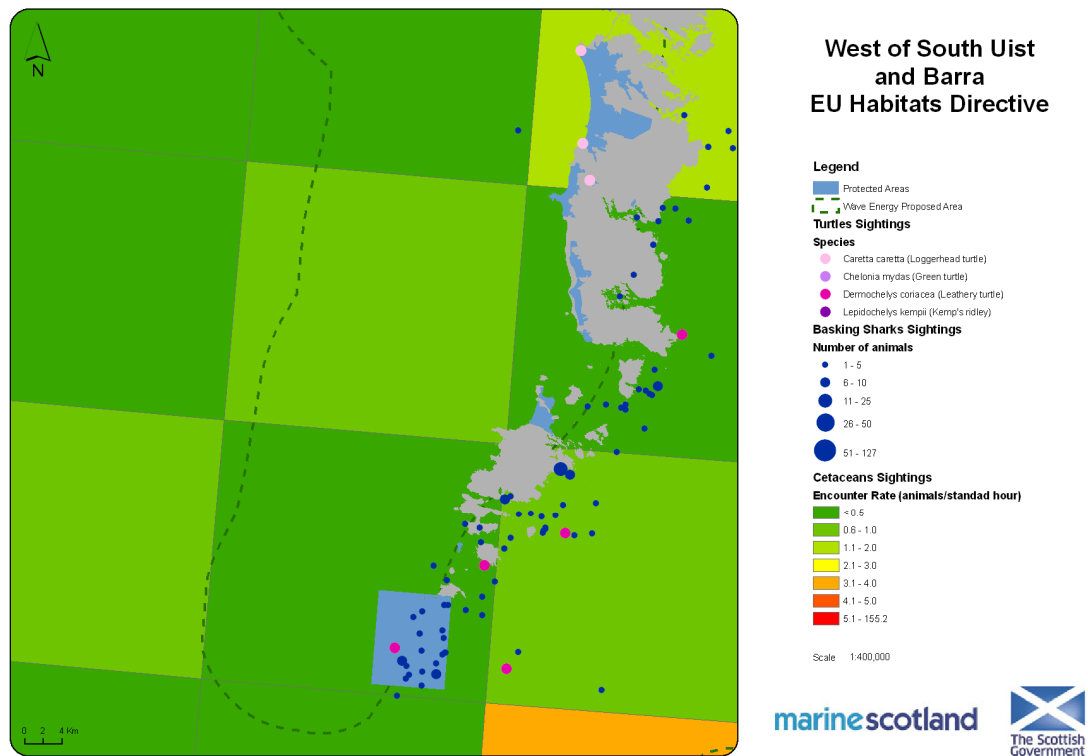 N
0 2 4 Km
West of South Uist
and Barra
EU Habitats Directive
Legend
Protected Areas
Wave Energy Proposed Area
Turtles Sightings
Species
Caretta caretta (Loggerhead turtle)
Chelonia mydas (Green turtle)
Dermochelys coriacea (Leathery turtle)
Lepidochelys kempii (Kemp's ridley)
Basking Sharks Sightings
Number of animals
1 - 5
6 - 10
11 - 25
26 - 50
51 - 127
Cetaceans Sightings
Encounter Rate (animals/standad hour)
< 0.5
0.6 - 1.0
1.1 - 2.0
2.1 - 3.0
3.1 - 4.0
4.1 - 5.0
5.1 - 155.2
Scale 1:400,000
marinescotland
The Scottish
Government